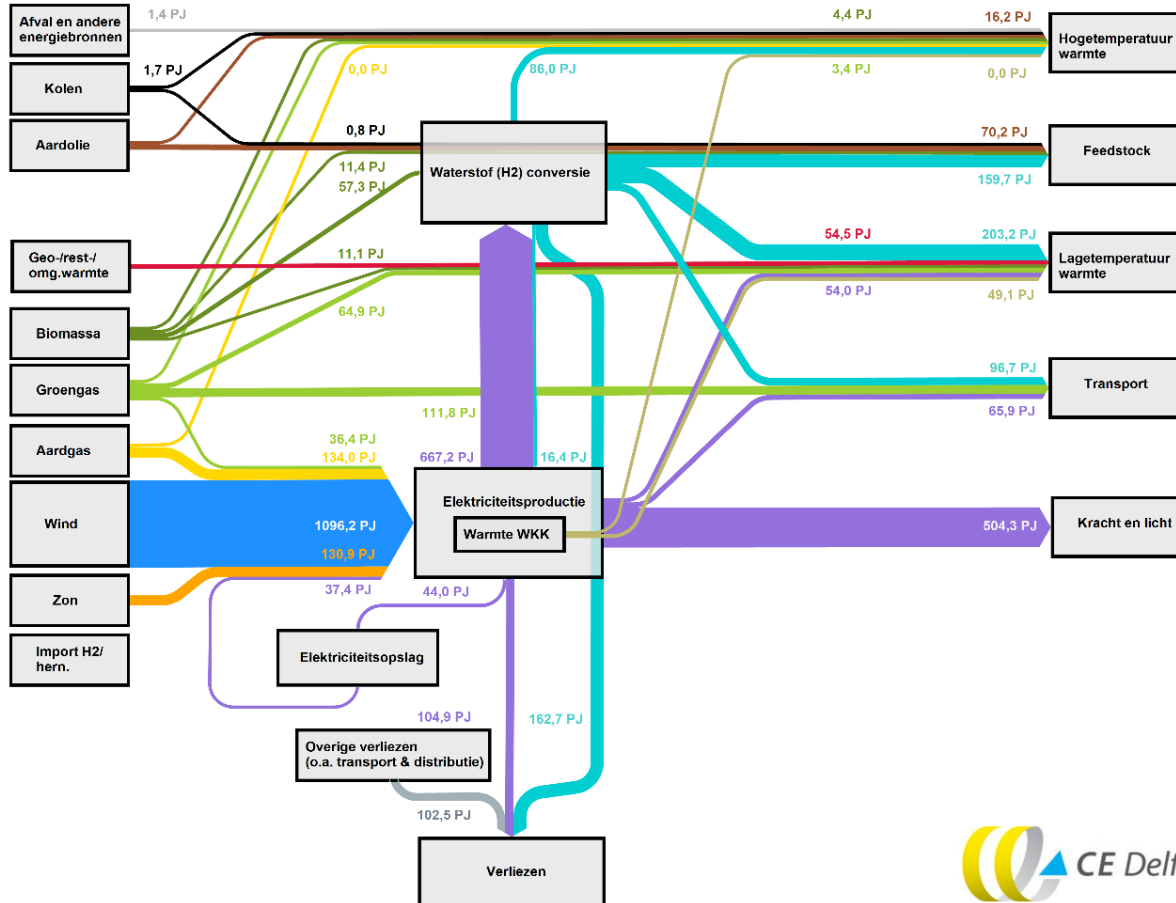 1,4 PJ
4,4 PJ
16,2 PJ
Afval en andere
energiebronnen
Hogetemperatuur
warmte
1,7 PJ
0,0 PJ
86,0 PJ
3,4 PJ
0,0 PJ
Kolen
0,8 PJ
70,2 PJ
Aardolie
Waterstof (H2) conversie
Feedstock
11,4 PJ
57,3 PJ
159,7 PJ
54,5 PJ
203,2 PJ
Geo-/rest-/
omg.warmte
11,1 PJ
Lagetemperatuur
warmte
54,0 PJ
49,1 PJ
64,9 PJ
Biomassa
96,7 PJ
Groengas
Transport
111,8 PJ
65,9 PJ
36,4 PJ
134,0 PJ
667,2 PJ
16,4 PJ
Aardgas
Elektriciteitsproductie
Wind
1096,2 PJ
Warmte WKK
504,3 PJ
Kracht en licht
130,9 PJ
37,4 PJ
44,0 PJ
Zon
Import H2/
hern.
Elektriciteitsopslag
104,9 PJ
162,7 PJ
Overige verliezen
(o.a. transport & distributie)
102,5 PJ
Verliezen
CE Delf